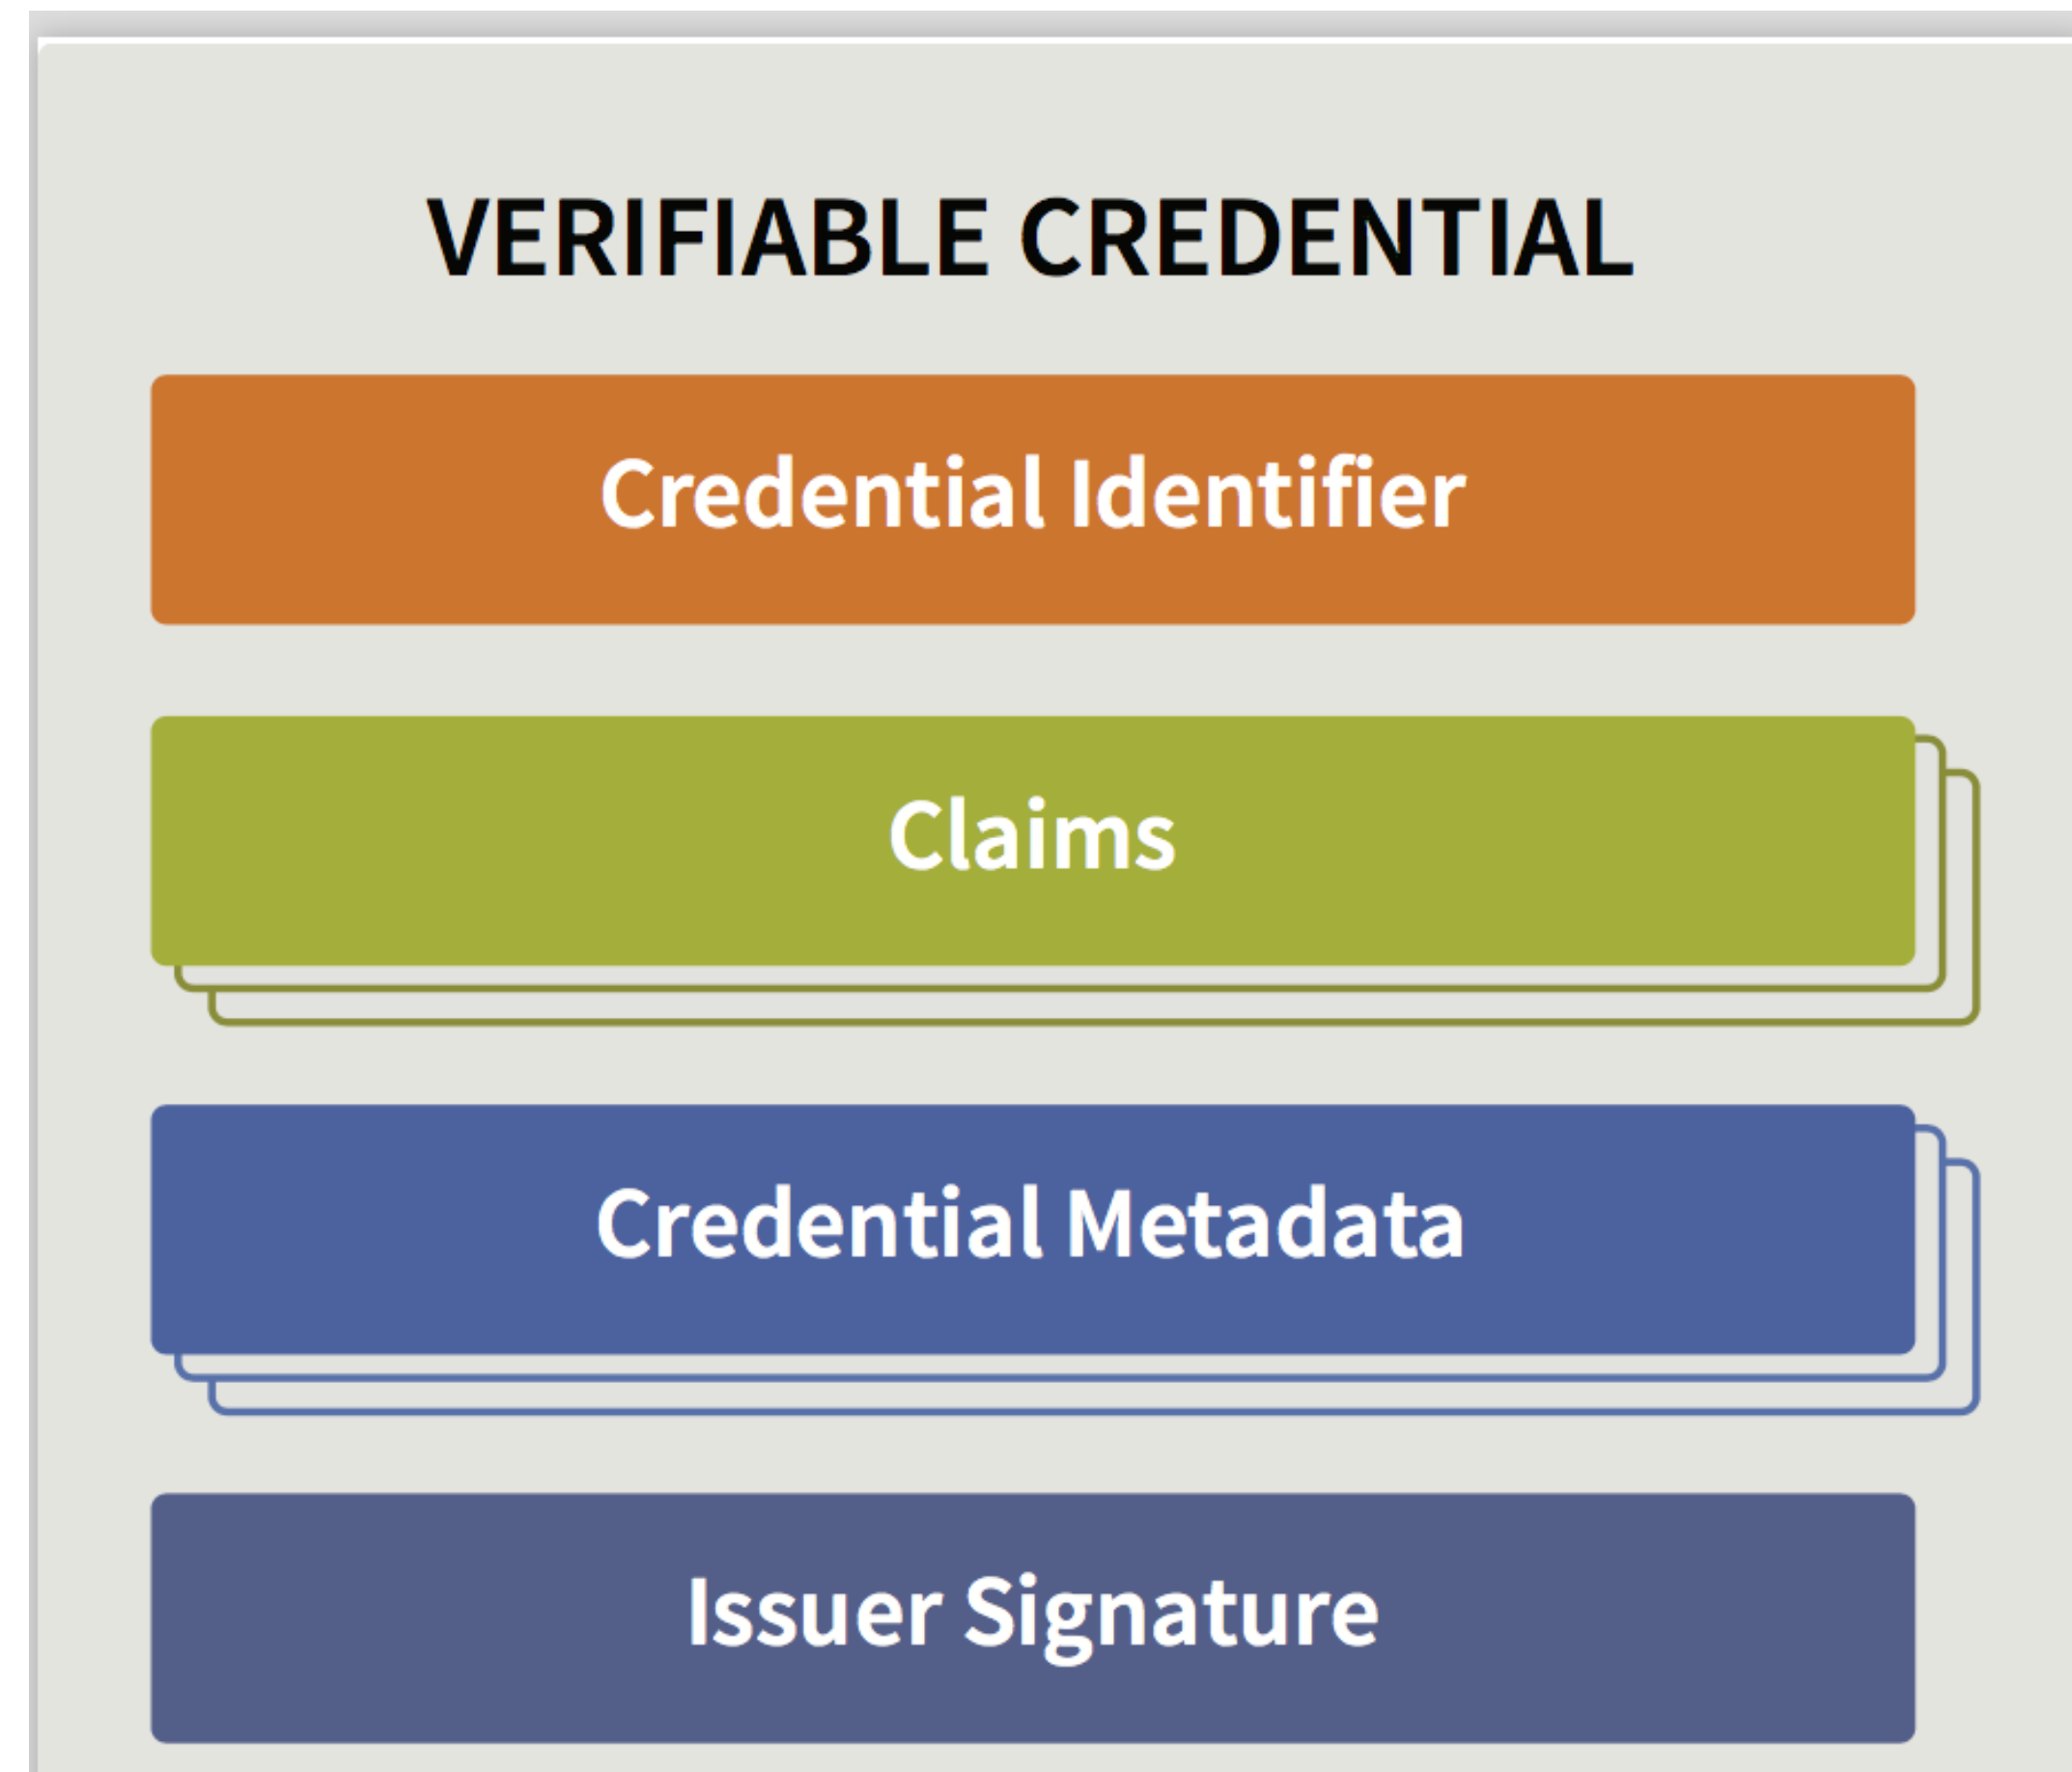 VERIFIABLE CREDENTIAL
Credential Identifier
Claims
Credential Metadata
Issuer Signature